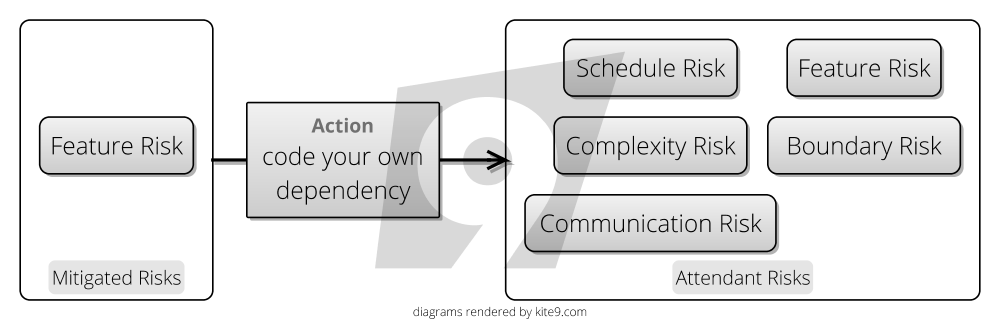 Feature Risk
Mitigated Risks
Action
code your own
dependency
Schedule Risk
Feature Risk
Complexity Risk
Boundary Risk
Communication Risk
Attendant Risks
diagrams rendered by kite9.com